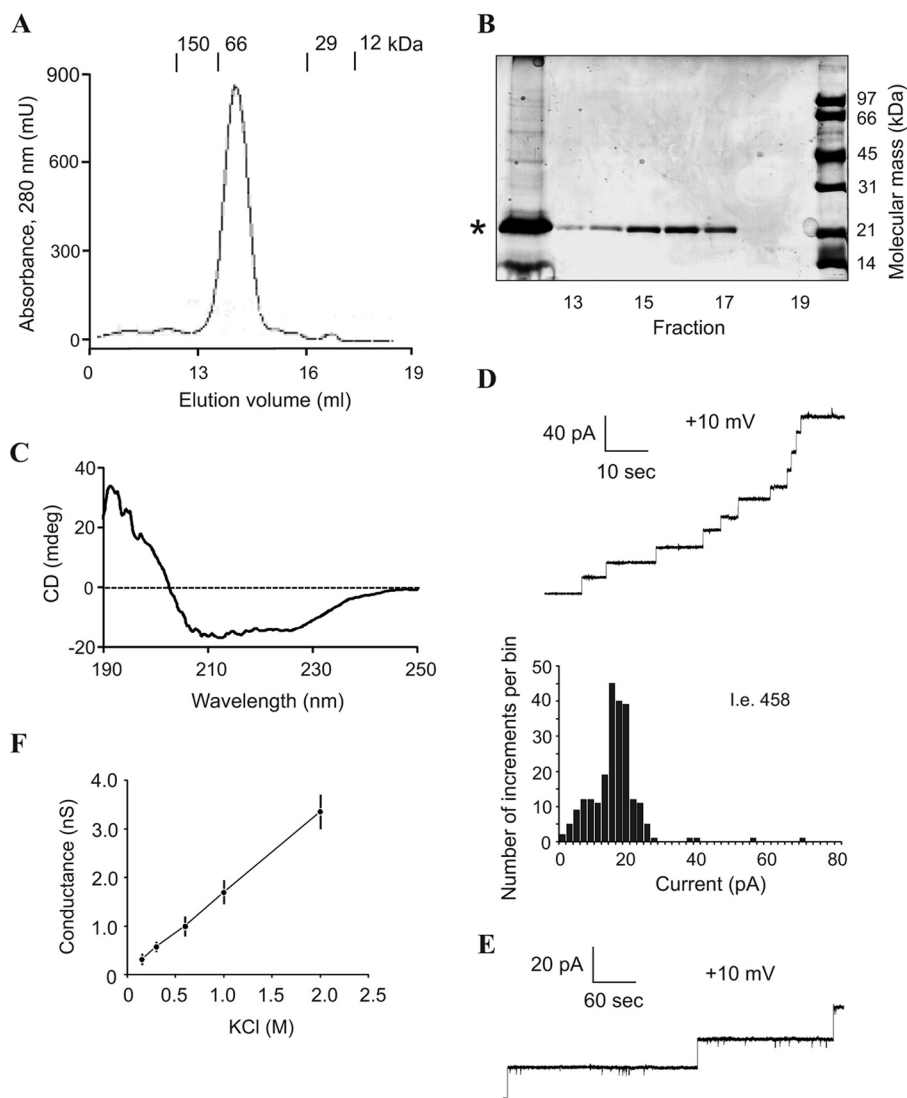 A
150 66 29 12 kDa
900
600
300
0
Absorbance, 280 nm (mU)
0 13 16 19
Elution volume (ml)
B
97
66
45
31
21
14
Molecular mass (kDa)
*
13 15 17 19
Fraction
C
40
20
0
-20
CD (mdeg)
190 210 230 250
Wavelength (nm)
D
40 pA
10 sec
+10 mV
50
40
30
20
10
0
Number of increments per bin
I.e. 458
0 20 40 60 80
Current (pA)
E
20 pA
60 sec
+10 mV
F
4.0
3.0
2.0
1.0
0
Conductance (nS)
0 0.5 1.0 1.5 2.0 2.5
KCl (M)